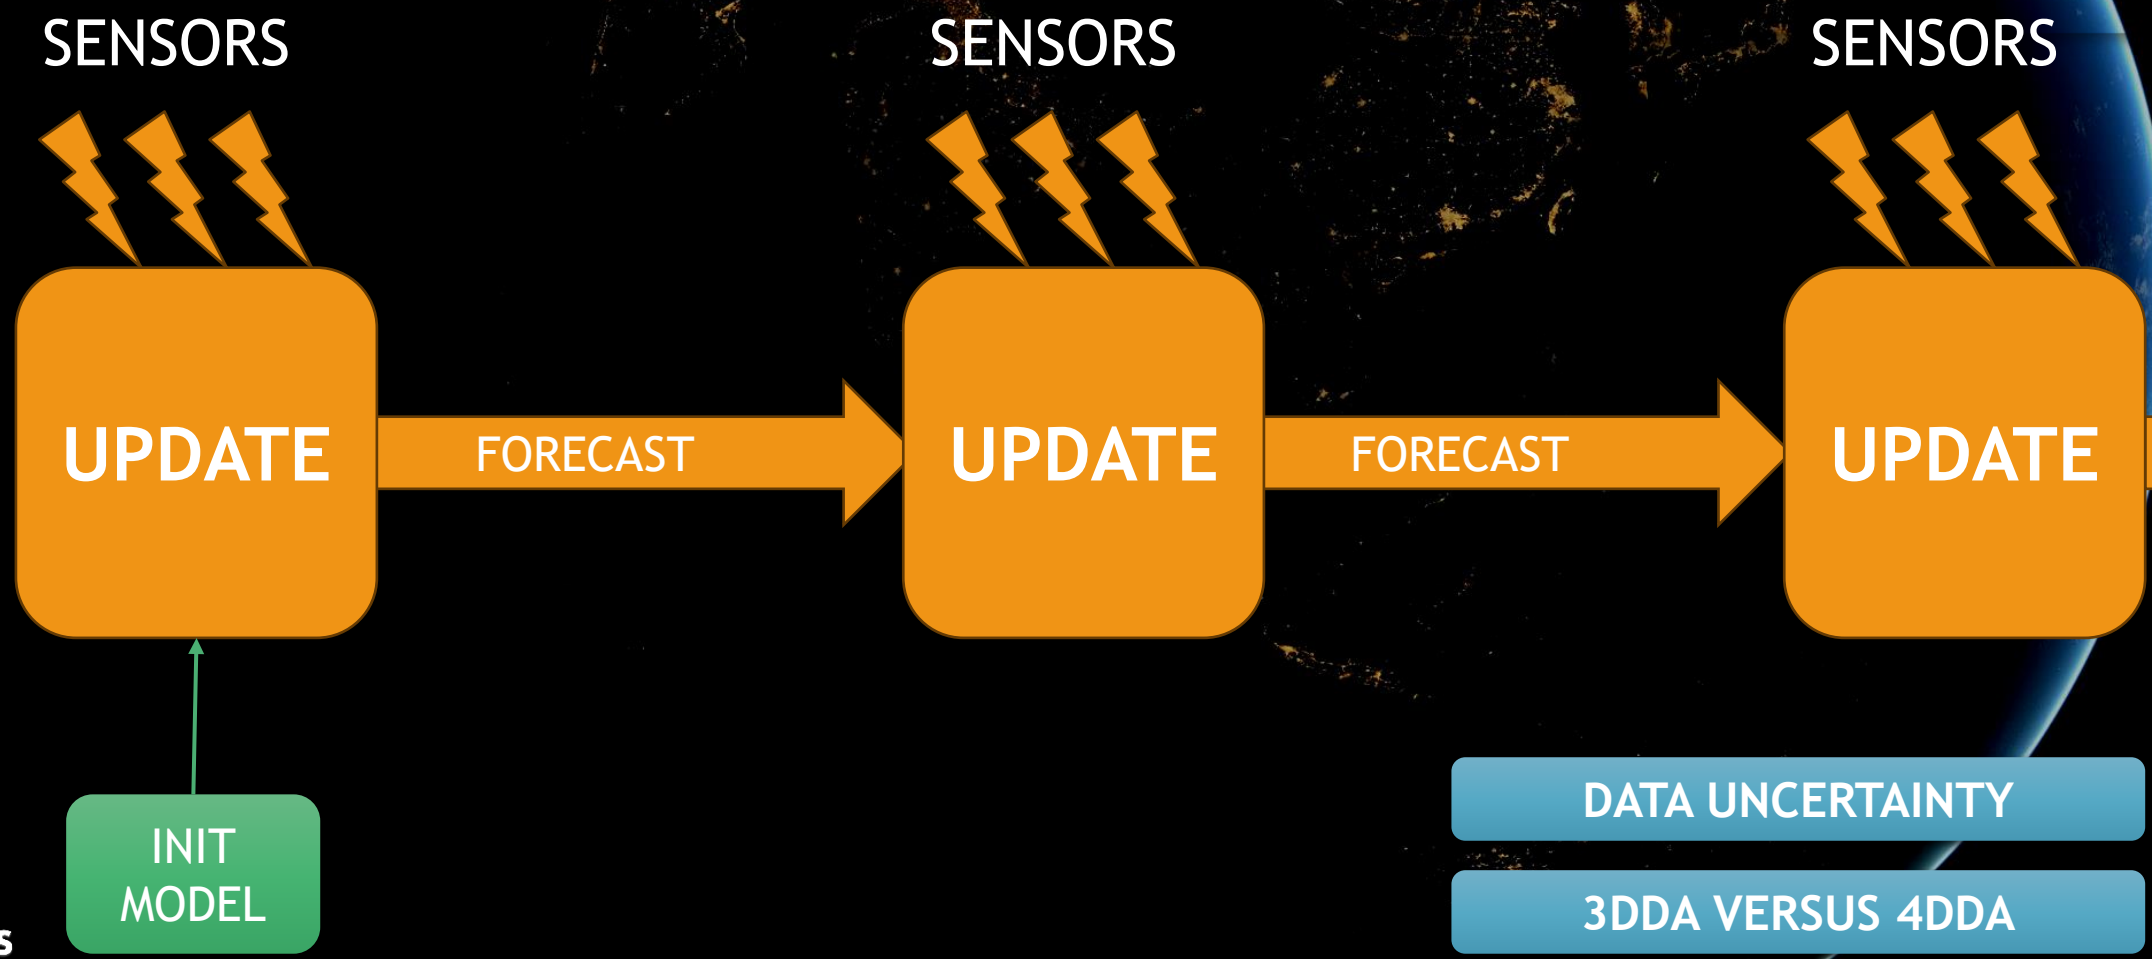 SENSORS
SENSORS
SENSORS
UPDATE
FORECAST
UPDATE
FORECAST
UPDATE
INIT
MODEL
DATA UNCERTAINTY
3DDA VERSUS 4DDA
s